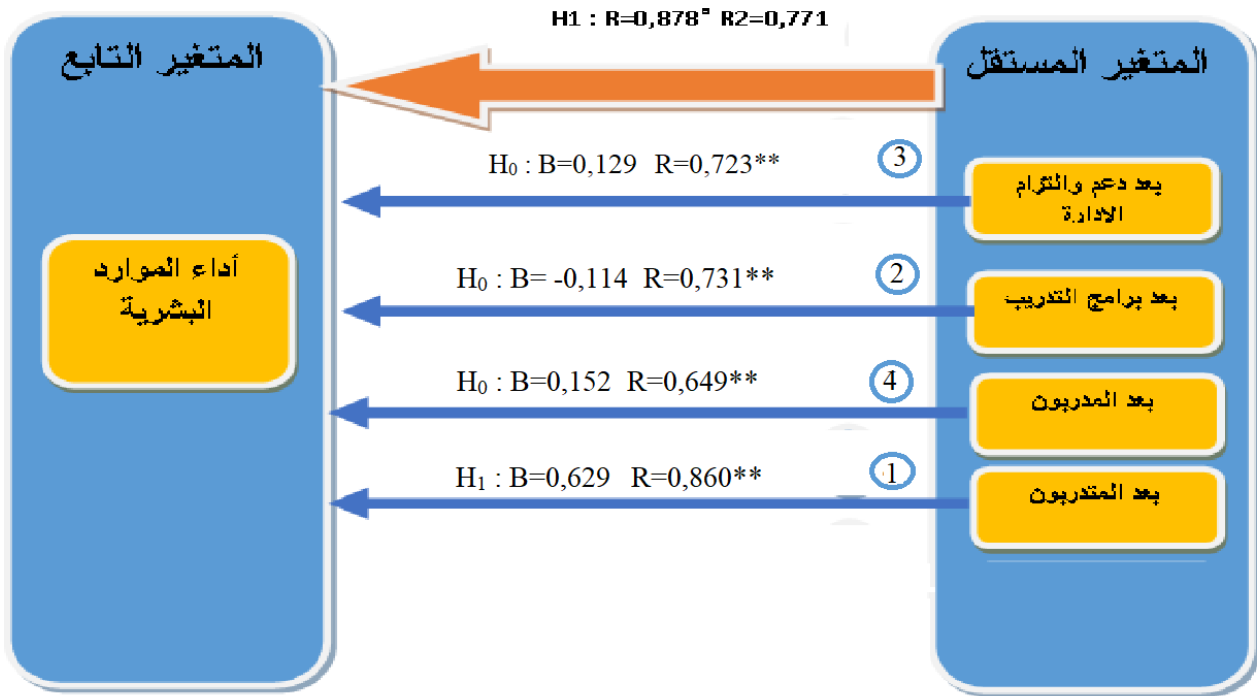 H1 : R=0,878ª R2=0,771
المتغير المستقل
المتغير التابع
H₀ : B=0,129 R=0,723**
3
بعد دعم والتزام
الادارة
أداء الموارد
البشرية
H₀ : B= -0,114 R=0,731**
2
بعد برامج التدريب
H₀ : B=0,152 R=0,649**
4
بعد المدربون
H₁ : B=0,629 R=0,860**
1
بعد المتدربون